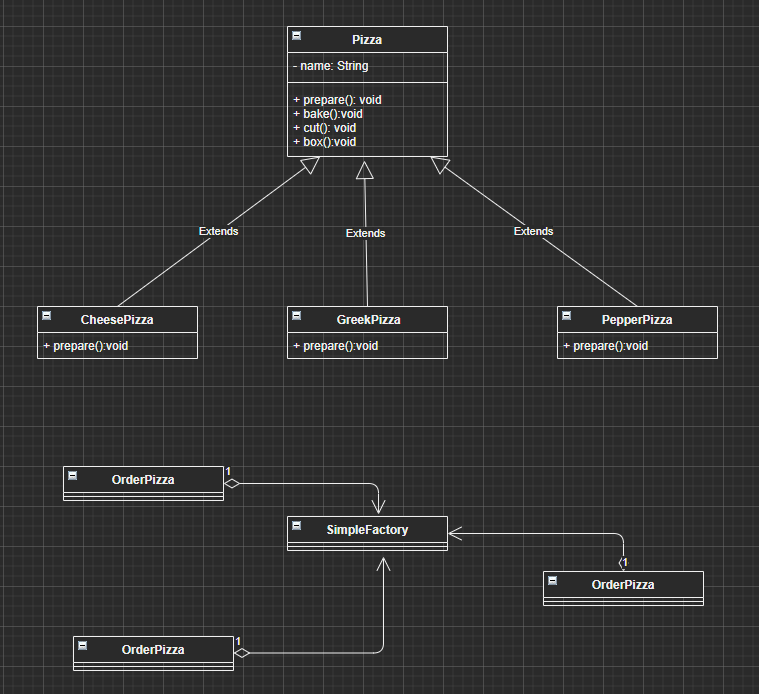 Pizza
- name: String
+ prepare(): void
+ bake():void
+ cut(): void
+ box():void
Extends
Extends
Extends
CheesePizza
+ prepare():void
GreekPizza
+ prepare():void
PepperPizza
+ prepare():void
OrderPizza
1
SimpleFactory
1
OrderPizza
OrderPizza
1